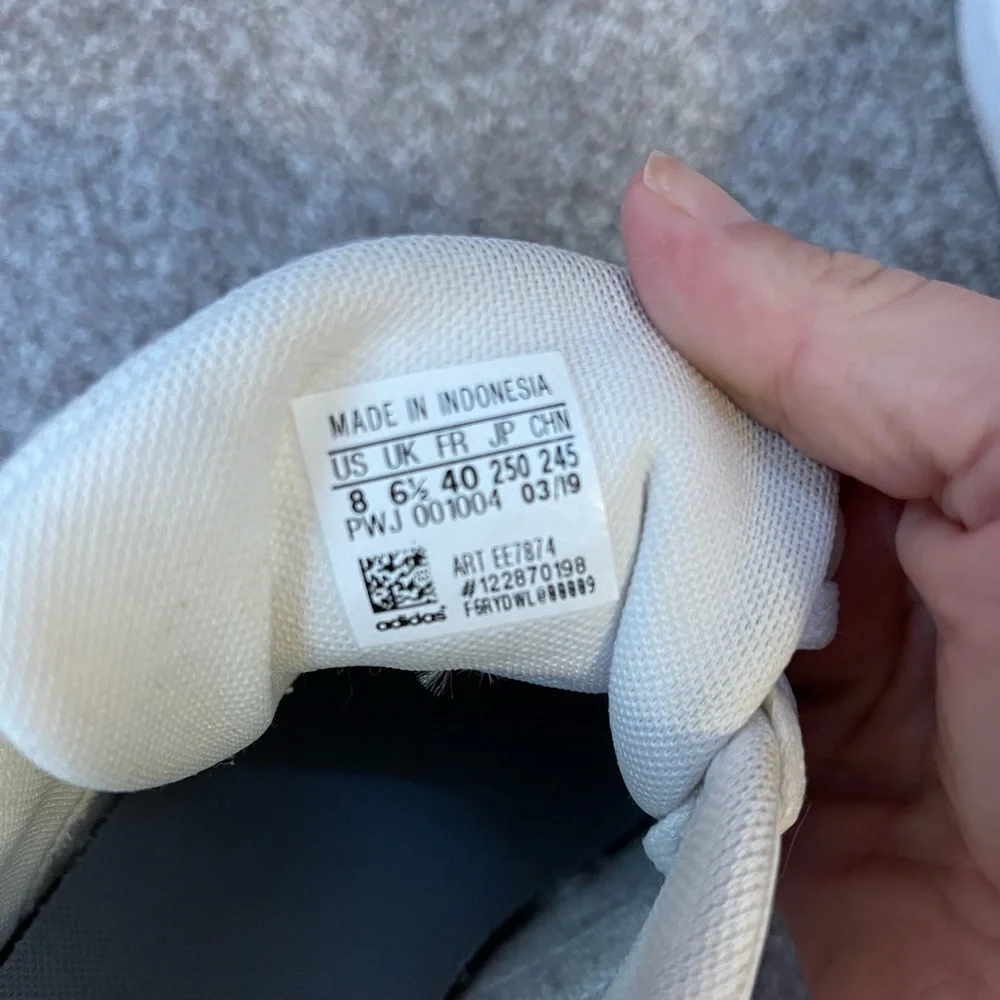 MADE IN INDONESIA
US UK FR JP CHN
8 6½ 40 250 245
PWJ 001004 03/19
ART EE7874
#122870198
adidas